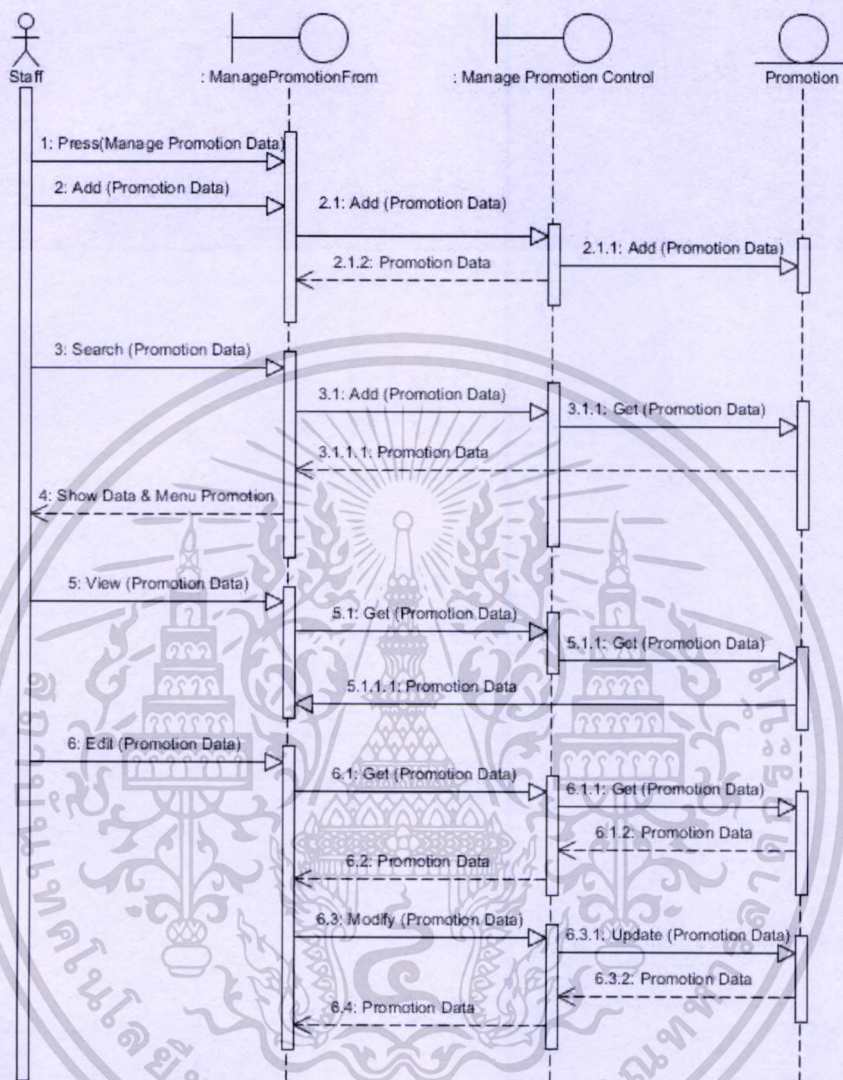 Staff
: ManagePromotionFrom
: Manage Promotion Control
Promotion
1: Press(Manage Promotion Data)
2: Add (Promotion Data)
2.1: Add (Promotion Data)
2.1.1: Add (Promotion Data)
2.1.2: Promotion Data
3: Search (Promotion Data)
3.1: Add (Promotion Data)
3.1.1: Get (Promotion Data)
3.1.1.1: Promotion Data
4: Show Data & Menu Promotion
5: View (Promotion Data)
5.1: Get (Promotion Data)
5.1.1: Get (Promotion Data)
5.1.1.1: Promotion Data
6: Edit (Promotion Data)
6.1: Get (Promotion Data)
6.1.1: Get (Promotion Data)
6.1.2: Promotion Data
6.2: Promotion Data
6.3: Modify (Promotion Data)
6.3.1: Update (Promotion Data)
6.3.2: Promotion Data
6.4: Promotion Data